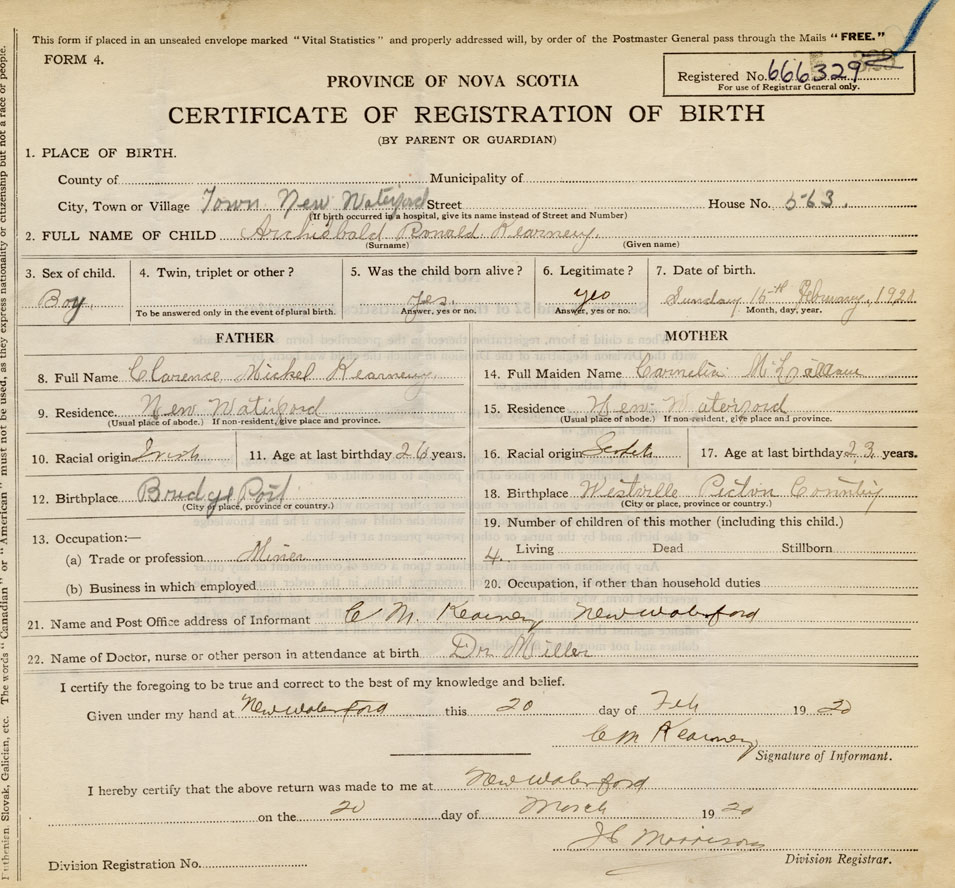 This form if placed in an unsealed envelope marked "Vital Statistics" and properly addressed will, by order of the Postmaster General pass through the Mails "FREE."
FORM 4.
PROVINCE OF NOVA SCOTIA
Registered No. 666329
For use of Registrar General only.
CERTIFICATE OF REGISTRATION OF BIRTH
(BY PARENT OR GUARDIAN)
1. PLACE OF BIRTH.
County of Municipality of
City, Town or Village Town New Waterford Street House No. 563.
(If birth occurred in a hospital, give its name instead of Street and Number)
2. FULL NAME OF CHILD Archiebald Ronald Kearney.
(Surname) (Given name)
3. Sex of child. 4. Twin, triplet or other? 5. Was the child born alive? 6. Legitimate? 7. Date of birth.
Boy. yes. yes Sunday 15th February, 192
To be answered only in the event of plural birth. Answer, yes or no. Answer, yes or no. Month, day, year.
FATHER MOTHER
8. Full Name Clarence Mickel Kearney. 14. Full Maiden Name
9. Residence New Waterford 15. Residence New Waterford
(Usual place of abode.) If non-resident, give place and province. (Usual place of abode.) If non-resident, give place and province.
10. Racial origin Irish 11. Age at last birthday 26 years. 16. Racial origin Scotch 17. Age at last birthday 23 years.
12. Birthplace Bridge Port 18. Birthplace Westville Pictou Country
(City or place, province or country.) (City or place, province or country.)
13. Occupation:— 19. Number of children of this mother (including this child.)
(a) Trade or profession Miner 4. Living Dead Stillborn
(b) Business in which employed 20. Occupation, if other than household duties
21. Name and Post Office address of Informant C M. Kearney New Waterford
22. Name of Doctor, nurse or other person in attendance at birth Dr Miller
I certify the foregoing to be true and correct to the best of my knowledge and belief.
Given under my hand at New Waterford this 20 day of Feb 19 20
C M Kearney
Signature of Informant.
I hereby certify that the above return was made to me at New Waterford
on the 20 day of March 19 20
J C Morrison
Division Registration No. Division Registrar.
Slovak, Galician, etc. The words "Canadian" or "American" must not be used, as they express nationality or citizenship but not a race or people.